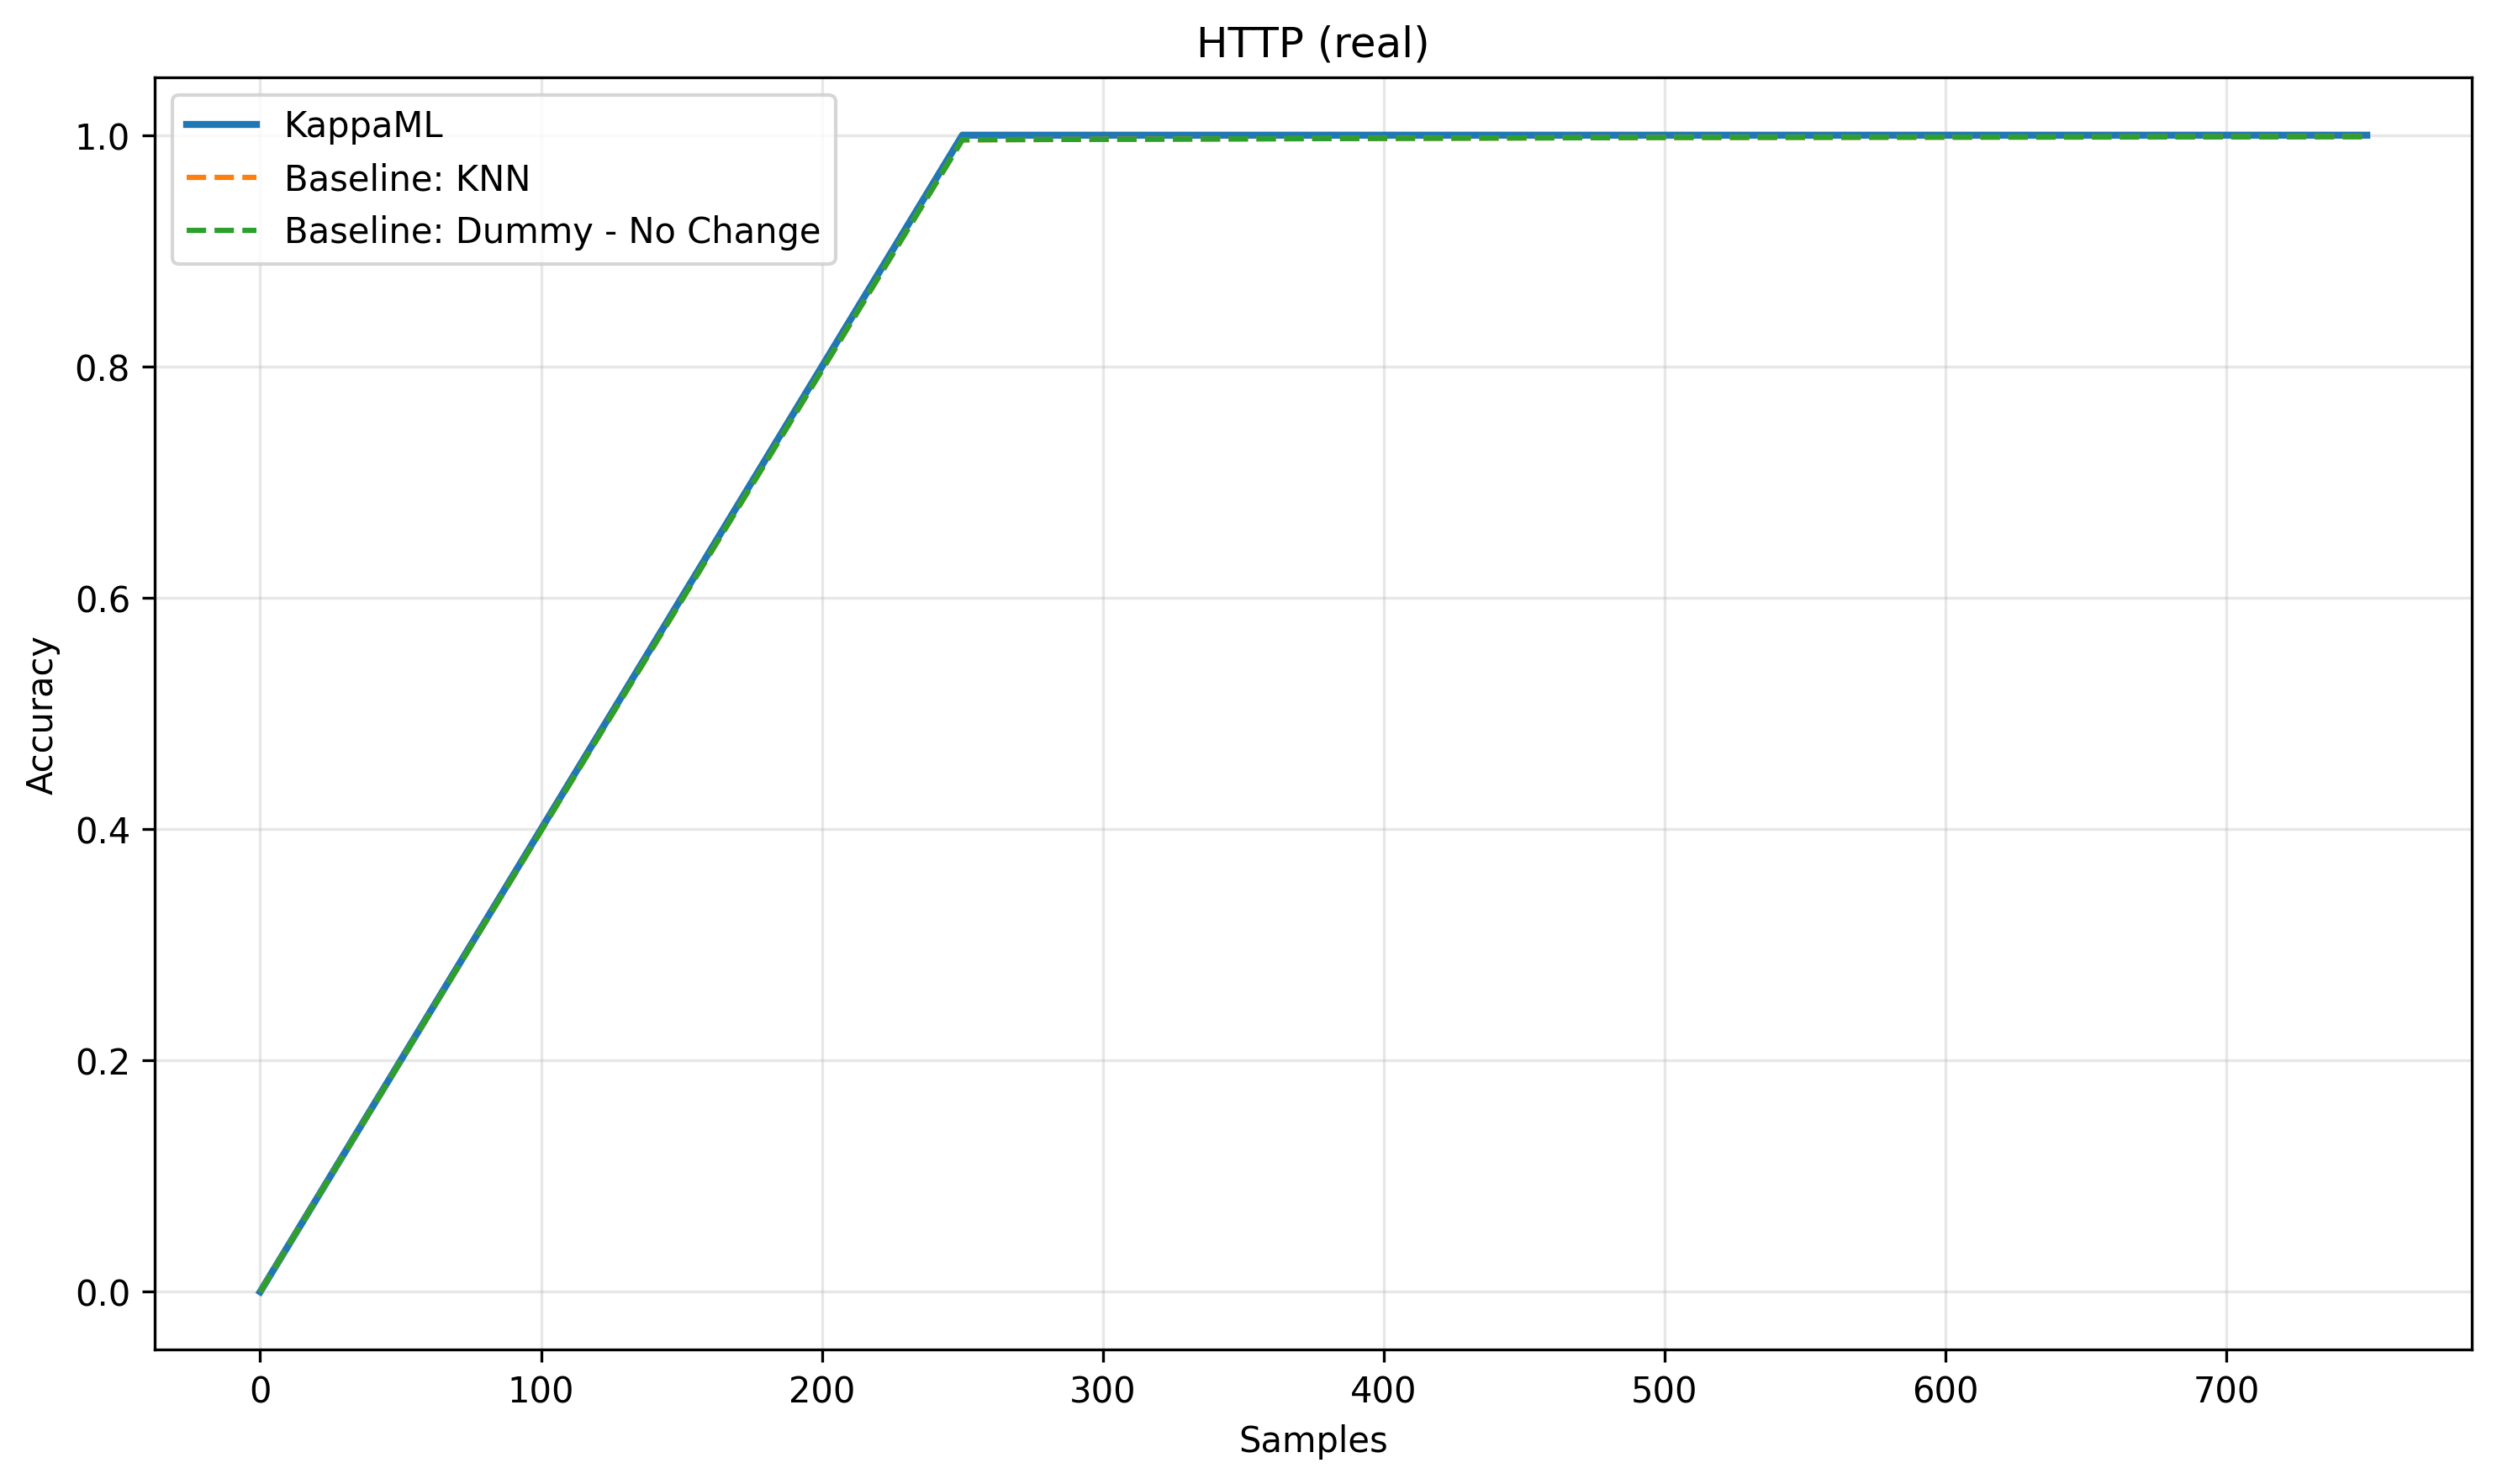 HTTP (real)
KappaML
Baseline: KNN
Baseline: Dummy - No Change
1.0
0.8
0.6
0.4
0.2
0.0
Accuracy
0 100 200 300 400 500 600 700
Samples